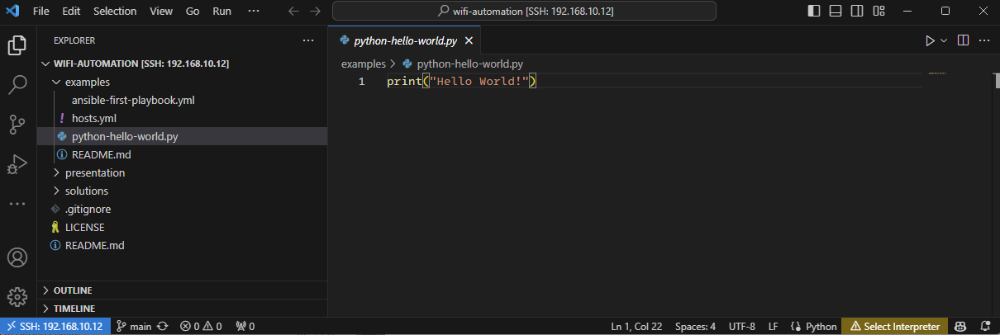 File Edit Selection View Go Run ··· wifi-automation [SSH: 192.168.10.12]
EXPLORER ···
WIFI-AUTOMATION [SSH: 192.168.10.12]
examples
ansible-first-playbook.yml
! hosts.yml
python-hello-world.py
README.md
presentation
solutions
.gitignore
LICENSE
README.md
OUTLINE
TIMELINE
python-hello-world.py
examples > python-hello-world.py
1 print("Hello World!")
SSH: 192.168.10.12 main 0 0 0 Ln 1, Col 22 Spaces: 4 UTF-8 LF Python Select Interpreter